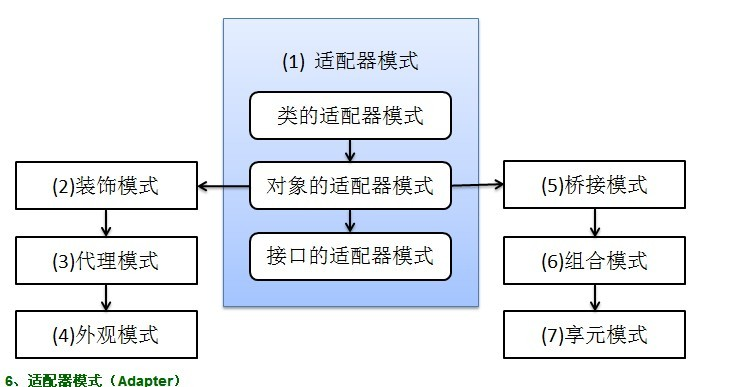 (1) 适配器模式
类的适配器模式
(2)装饰模式
对象的适配器模式
(5)桥接模式
(3)代理模式
接口的适配器模式
(6)组合模式
(4)外观模式
(7)享元模式
6、适配器模式（Adapter）